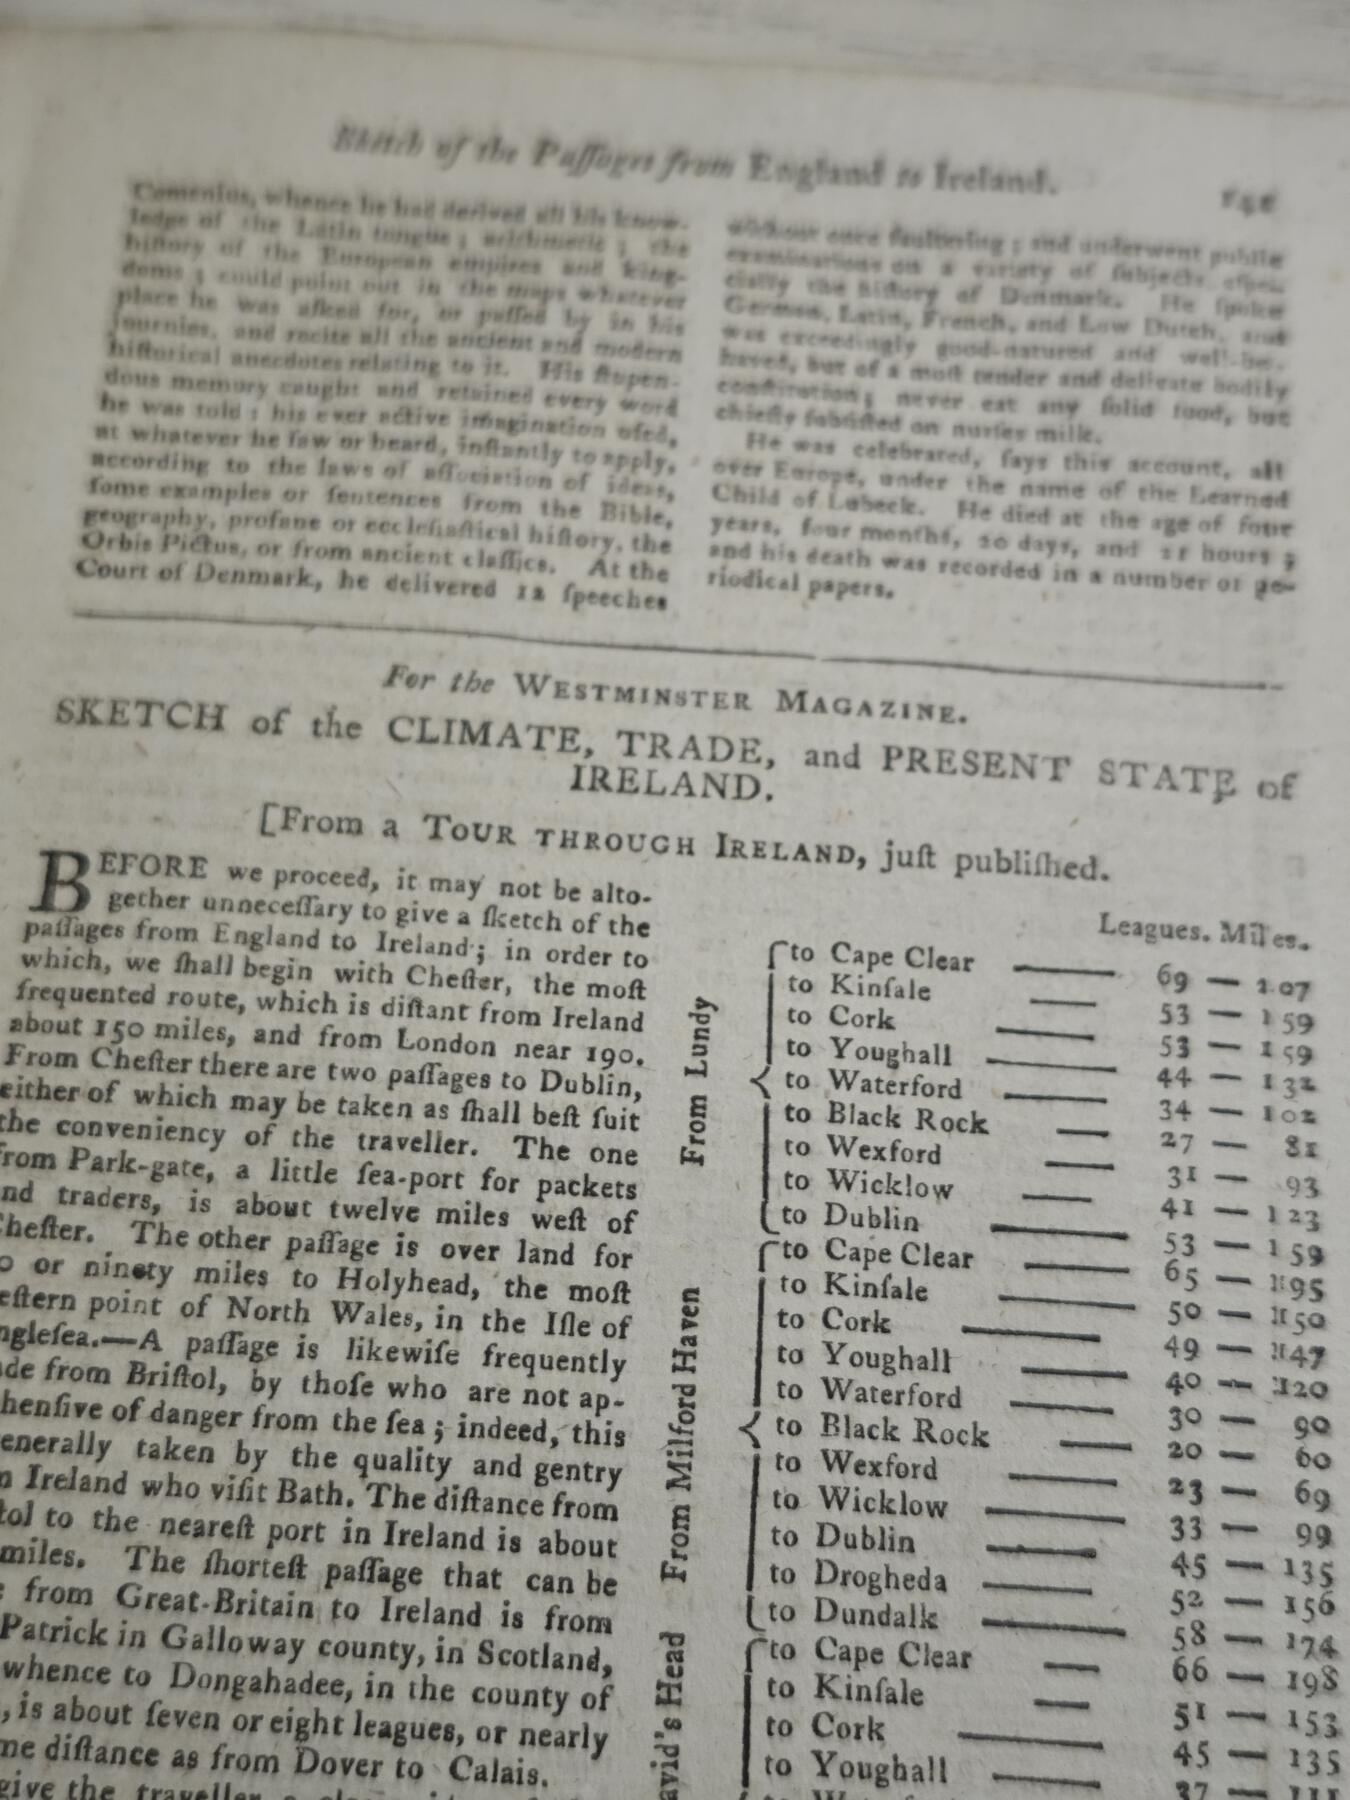 Sketch of the Paſſages from England to Ireland.
Comenius, whence he had derived all his know-
ledge of the Latin tongue; arithmetic; the
hiſtory of the European empires and king-
doms; could point out in the maps whatever
place he was aſked for, or paſſed by in his
journies, and recite all the ancient and modern
hiſtorical anecdotes relating to it. His ſtupen-
dous memory caught and retained every word
he was told: his ever active imagination uſed,
at whatever he ſaw or heard, inſtantly to apply,
according to the laws of aſſociation of ideas,
ſome examples or ſentences from the Bible,
geography, profane or eccleſiaſtical hiſtory, the
Orbis Pictus, or from ancient claſſics. At the
Court of Denmark, he delivered 12 ſpeeches
without once faultering; and underwent public
examinations on a variety of ſubjects, eſpe-
cially the hiſtory of Denmark. He ſpoke
German, Latin, French, and Low Dutch, and
was exceedingly good-natured and well-be-
haved, but of a moſt tender and delicate bodily
conſtitution; never eat any ſolid food, but
chiefly ſubſiſted on nurſes milk.
He was celebrated, ſays this account, all
over Europe, under the name of the Learned
Child of Lubeck. He died at the age of four
years, four months, 20 days, and 21 hours;
and his death was recorded in a number of pe-
riodical papers.
For the WESTMINSTER MAGAZINE.
SKETCH of the CLIMATE, TRADE, and PRESENT STATE of
IRELAND.
[From a TOUR THROUGH IRELAND, juſt publiſhed.
BEFORE we proceed, it may not be alto-
gether unneceſſary to give a ſketch of the
paſſages from England to Ireland; in order to
which, we ſhall begin with Cheſter, the moſt
frequented route, which is diſtant from Ireland
about 150 miles, and from London near 190.
From Cheſter there are two paſſages to Dublin,
either of which may be taken as ſhall beſt ſuit
the conveniency of the traveller. The one
from Park-gate, a little ſea-port for packets
nd traders, is about twelve miles weſt of
Cheſter. The other paſſage is over land for
o or ninety miles to Holyhead, the moſt
eſtern point of North Wales, in the Iſle of
ngleſea.—A paſſage is likewiſe frequently
de from Briſtol, by thoſe who are not ap-
henſive of danger from the ſea; indeed, this
enerally taken by the quality and gentry
n Ireland who viſit Bath. The diſtance from
tol to the neareſt port in Ireland is about
miles. The ſhorteſt paſſage that can be
from Great-Britain to Ireland is from
Patrick in Galloway county, in Scotland,
whence to Dongahadee, in the county of
, is about ſeven or eight leagues, or nearly
me diſtance as from Dover to Calais.
give the traveller a
Leagues. Miles.
From Lundy
to Cape Clear — 69 — 207
to Kinſale — 53 — 159
to Cork — 53 — 159
to Youghall — 44 — 132
to Waterford — 34 — 102
to Black Rock — 27 — 81
to Wexford — 31 — 93
to Wicklow — 41 — 123
to Dublin — 53 — 159
From Milford Haven
to Cape Clear — 65 — 195
to Kinſale — 50 — 150
to Cork — 49 — 147
to Youghall — 40 — 120
to Waterford — 30 — 90
to Black Rock — 20 — 60
to Wexford — 23 — 69
to Wicklow — 33 — 99
to Dublin — 45 — 135
to Drogheda — 52 — 156
to Dundalk — 58 — 174
avid's Head
to Cape Clear — 66 — 198
to Kinſale — 51 — 153
to Cork — 45 — 135
to Youghall — 37 — 111